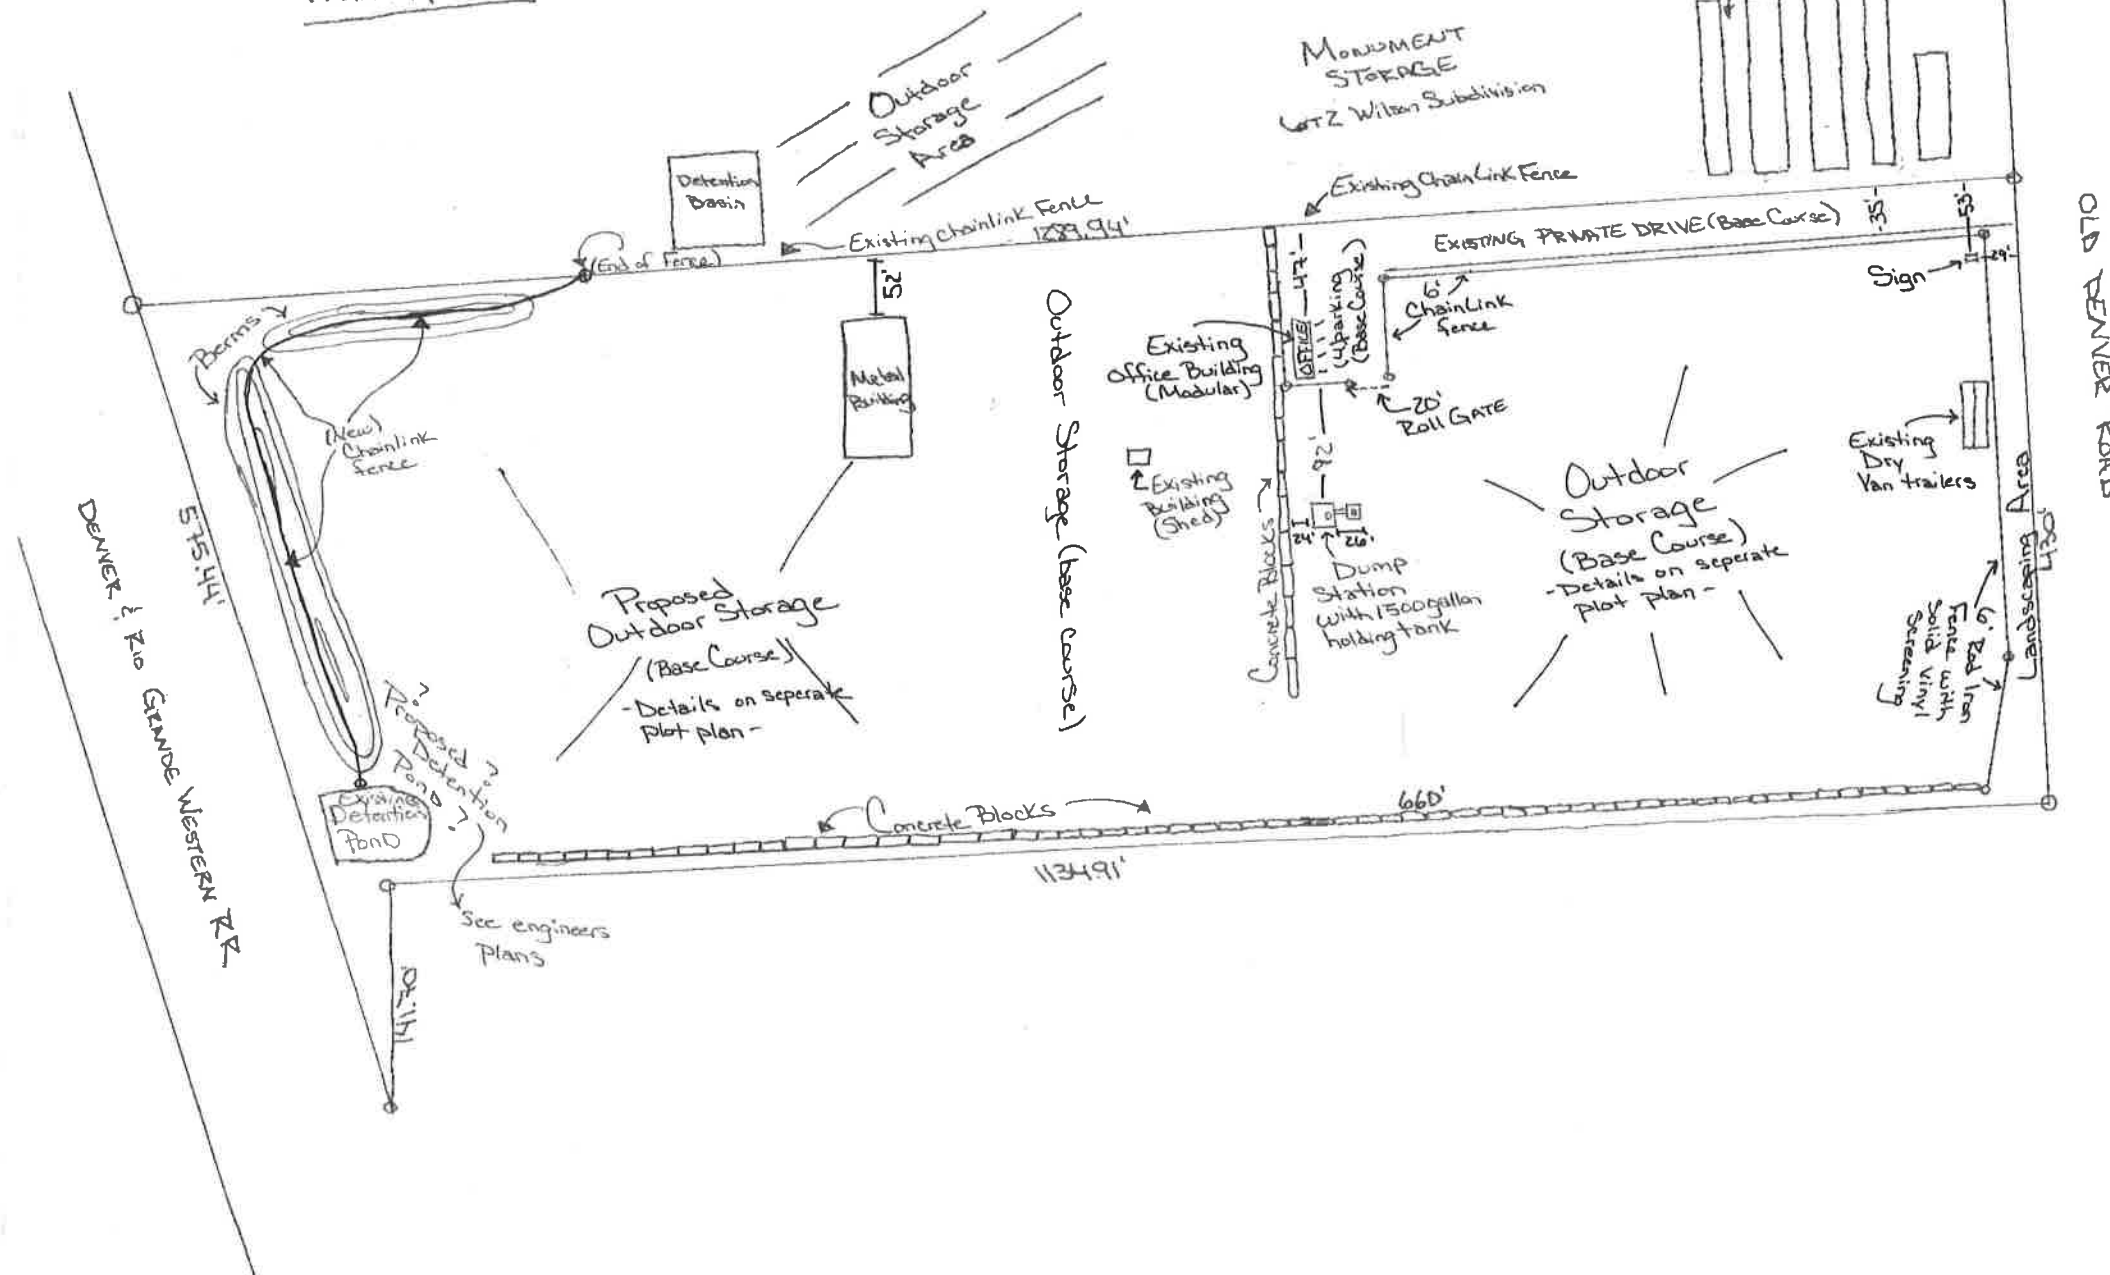 MONUMENT
STORAGE
LOT 2 Wilson Subdivision
Outdoor
Storage
Area
Detention
Basin
Existing Chain Link Fence
Existing chainlink Fence
1289.94'
(End of Fence)
EXISTING PRIVATE DRIVE (Base Course)
35'
53'
29'
Sign
OLD DENVER ROAD
Berms
(New)
Chainlink
fence
52'
Metal
Building
Outdoor Storage (base course)
47'
OFFICE
(4) parking
(Base Course)
6'
Chain Link
fence
Existing
Office Building
(Modular)
20'
Roll GATE
92'
Existing
Building
(Shed)
Concrete Blocks
24'
26'
Dump
Station
with 1500 gallon
holding tank
Outdoor
Storage
(Base Course)
-Details on seperate
plot plan-
Existing
Dry
Van trailers
Landscaping Area
430'
6' Rod Iron
Fence with
Solid Vinyl
Screening
575.44'
DENVER & RIO GRANDE WESTERN RR
Proposed
Outdoor Storage
(Base Course)
-Details on seperate
plot plan-
?
Proposed ?
Detention
Pond ?
Existing
Detention
Pond
See engineers
Plans
Concrete Blocks
660'
1134.91'
141.70'